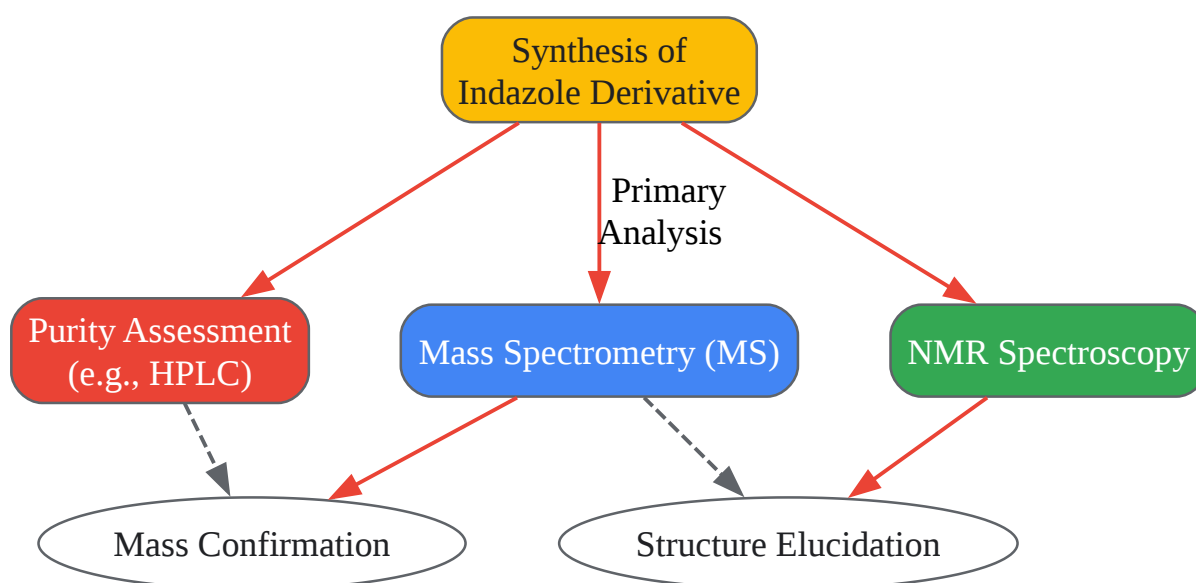 Synthesis of
Indazole Derivative
Primary
Analysis
Purity Assessment
(e.g., HPLC)
Mass Spectrometry (MS)
NMR Spectroscopy
Mass Confirmation
Structure Elucidation